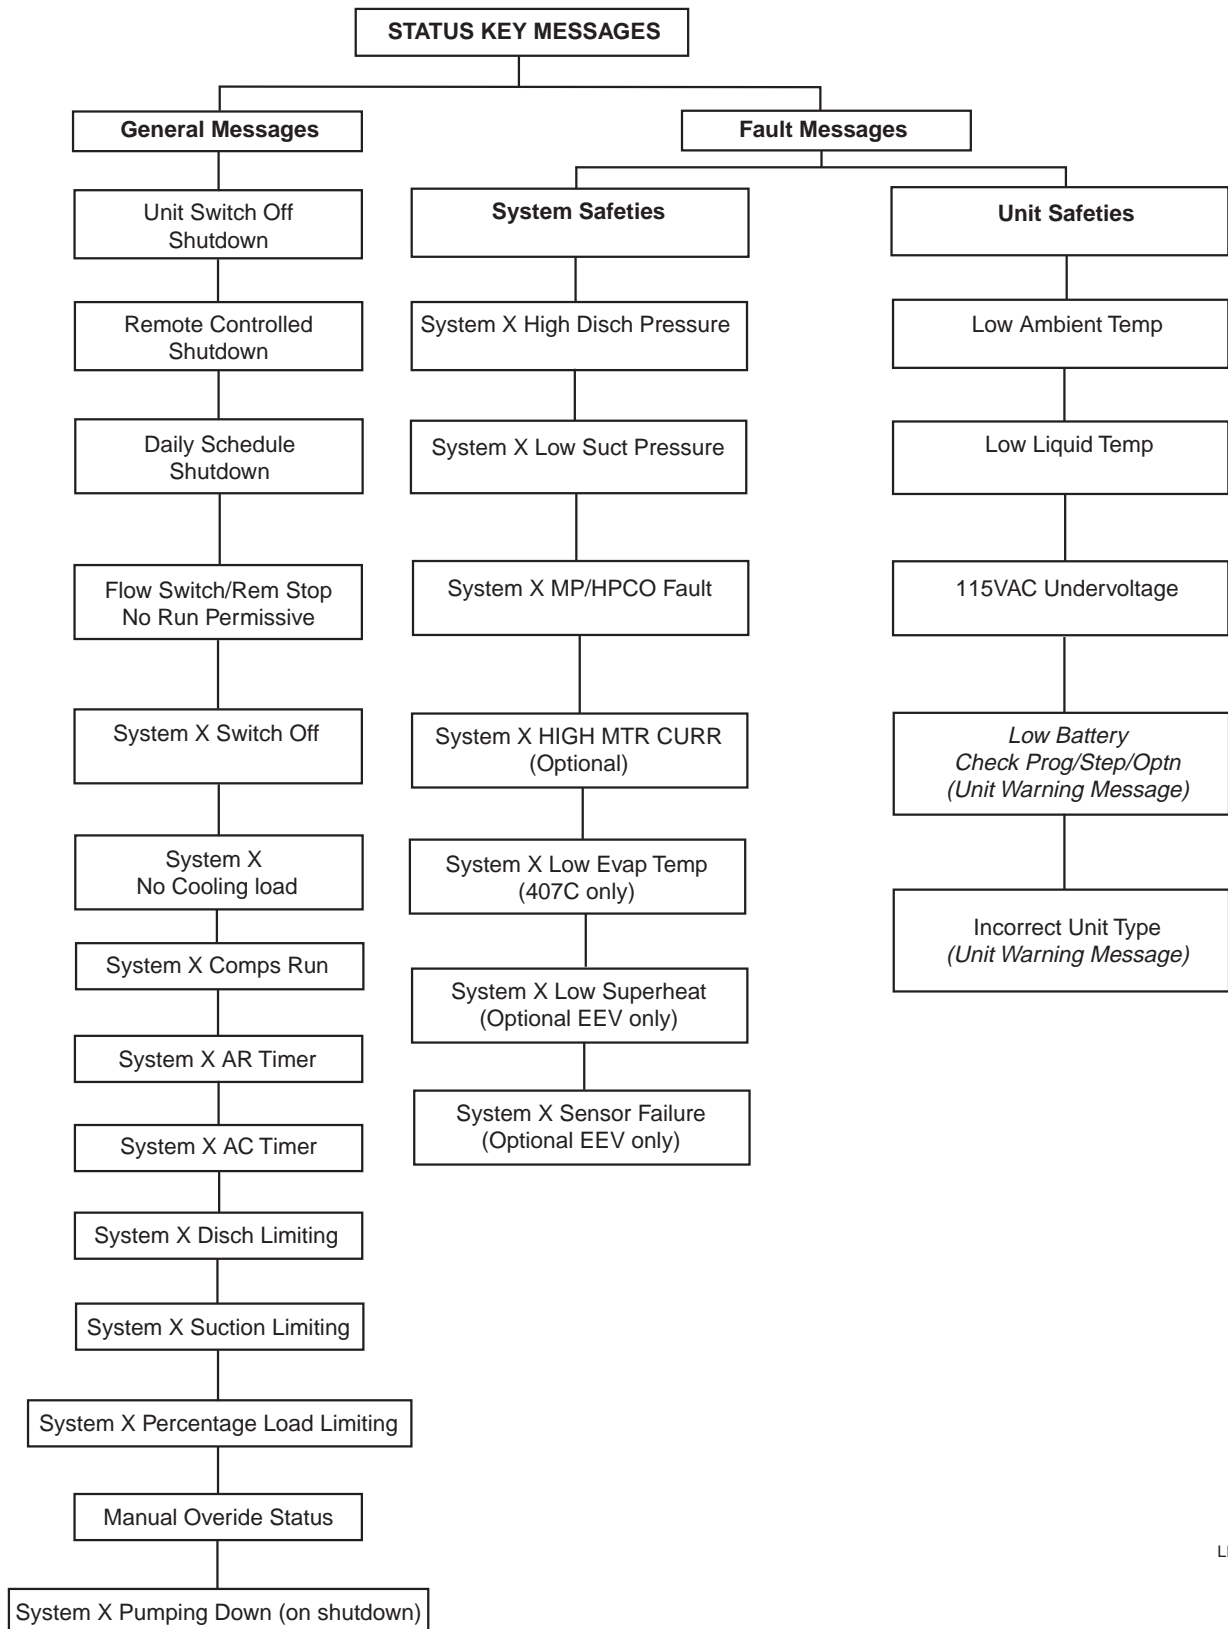 STATUS KEY MESSAGES
General Messages
Fault Messages
Unit Switch Off
Shutdown
Remote Controlled
Shutdown
Daily Schedule
Shutdown
Flow Switch/Rem Stop
No Run Permissive
System X Switch Off
System X
No Cooling load
System X Comps Run
System X AR Timer
System X AC Timer
System X Disch Limiting
System X Suction Limiting
System X Percentage Load Limiting
Manual Overide Status
System X Pumping Down (on shutdown)
System Safeties
System X High Disch Pressure
System X Low Suct Pressure
System X MP/HPCO Fault
System X HIGH MTR CURR
(Optional)
System X Low Evap Temp
(407C only)
System X Low Superheat
(Optional EEV only)
System X Sensor Failure
(Optional EEV only)
Unit Safeties
Low Ambient Temp
Low Liquid Temp
115VAC Undervoltage
Low Battery
Check Prog/Step/Optn
(Unit Warning Message)
Incorrect Unit Type
(Unit Warning Message)